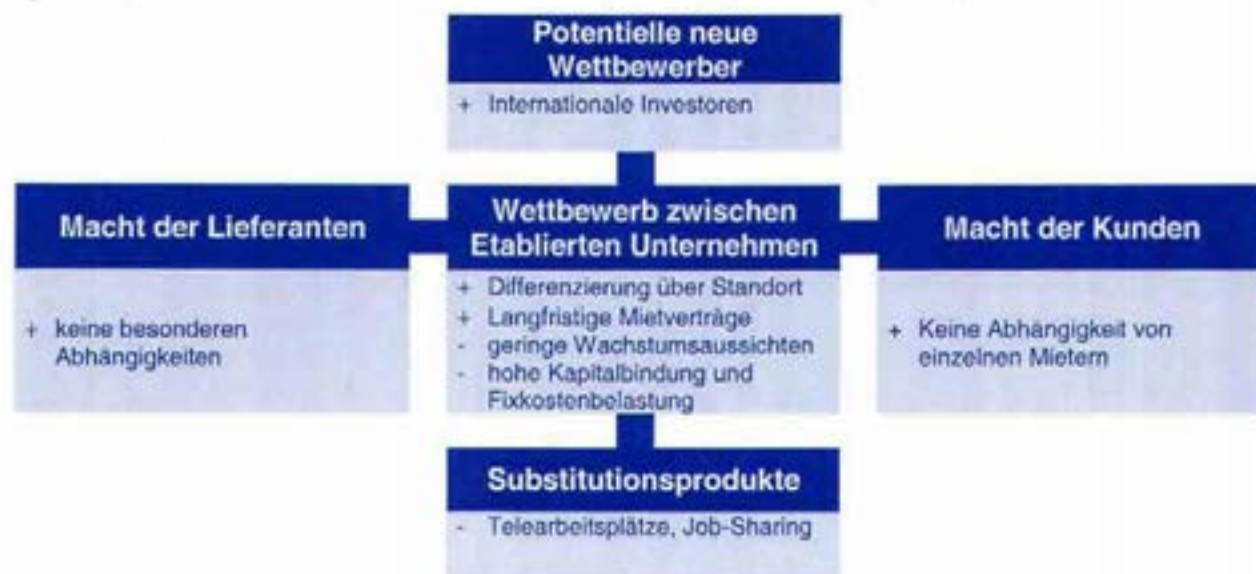 Potentielle neue
Wettbewerber
+ Internationale Investoren
Macht der Lieferanten
+ keine besonderen
Abhängigkeiten
Wettbewerb zwischen
Etablierten Unternehmen
+ Differenzierung über Standort
+ Langfristige Mietverträge
- geringe Wachstumsaussichten
- hohe Kapitalbindung und
Fixkostenbelastung
Macht der Kunden
+ Keine Abhängigkeit von
einzelnen Mietern
Substitutionsprodukte
- Telearbeitsplätze, Job-Sharing